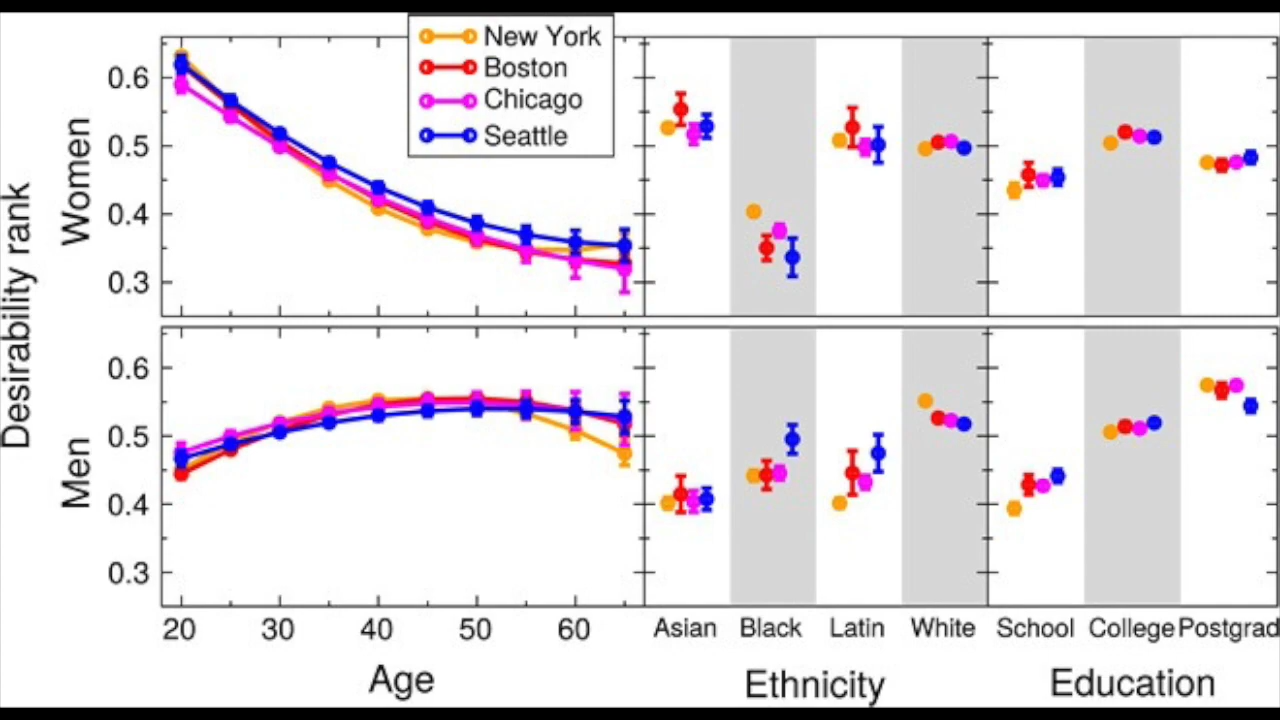 New York
Boston
Chicago
Seattle
Desirability rank
Women
0.6
0.5
0.4
0.3
Men
0.6
0.5
0.4
0.3
20 30 40 50 60
Asian Black Latin White School College Postgrad
Age Ethnicity Education